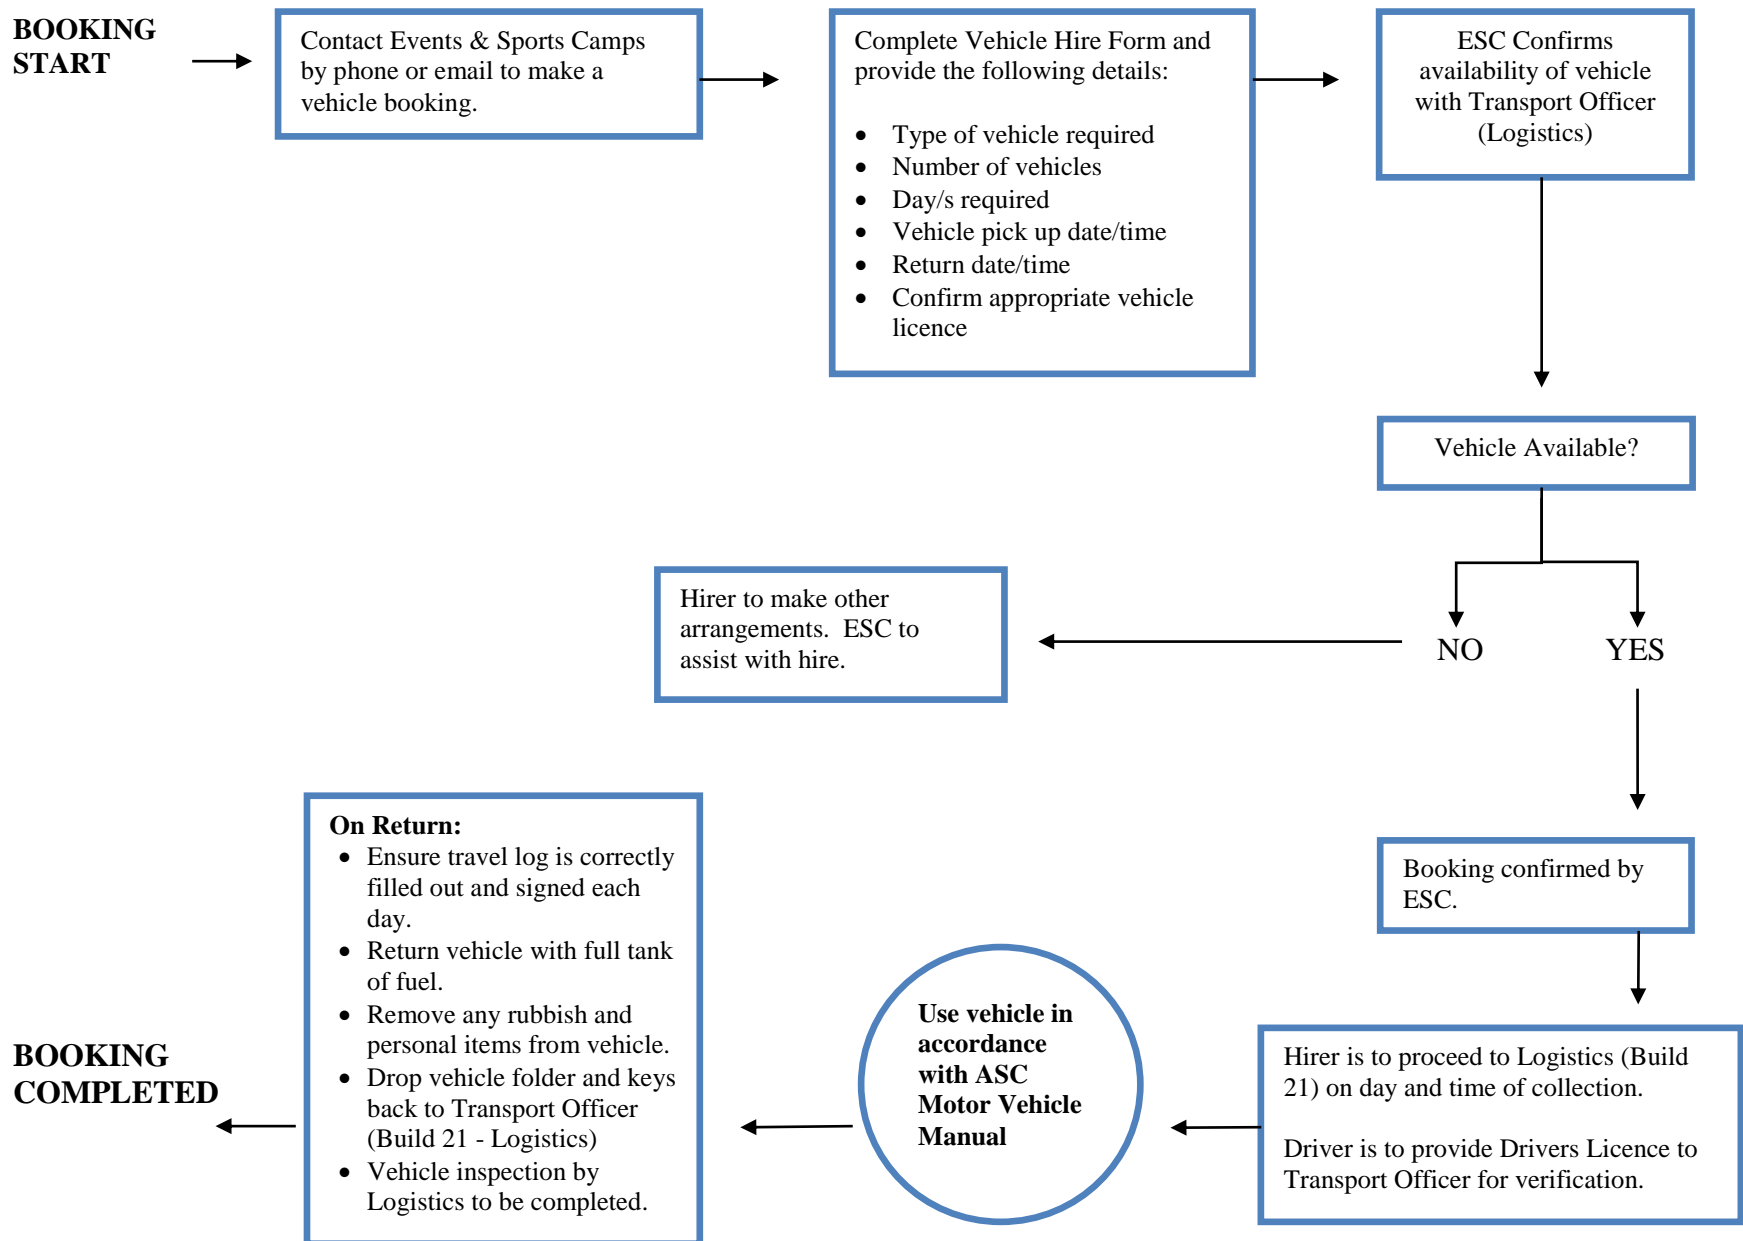 BOOKING
START
Contact Events & Sports Camps
by phone or email to make a
vehicle booking.
Complete Vehicle Hire Form and
provide the following details:
• Type of vehicle required
• Number of vehicles
• Day/s required
• Vehicle pick up date/time
• Return date/time
• Confirm appropriate vehicle
licence
ESC Confirms
availability of vehicle
with Transport Officer
(Logistics)
Vehicle Available?
NO
YES
Hirer to make other
arrangements.  ESC to
assist with hire.
Booking confirmed by
ESC.
Hirer is to proceed to Logistics (Build
21) on day and time of collection.
Driver is to provide Drivers Licence to
Transport Officer for verification.
Use vehicle in
accordance
with ASC
Motor Vehicle
Manual
On Return:
• Ensure travel log is correctly
filled out and signed each
day.
• Return vehicle with full tank
of fuel.
• Remove any rubbish and
personal items from vehicle.
• Drop vehicle folder and keys
back to Transport Officer
(Build 21 - Logistics)
• Vehicle inspection by
Logistics to be completed.
BOOKING
COMPLETED